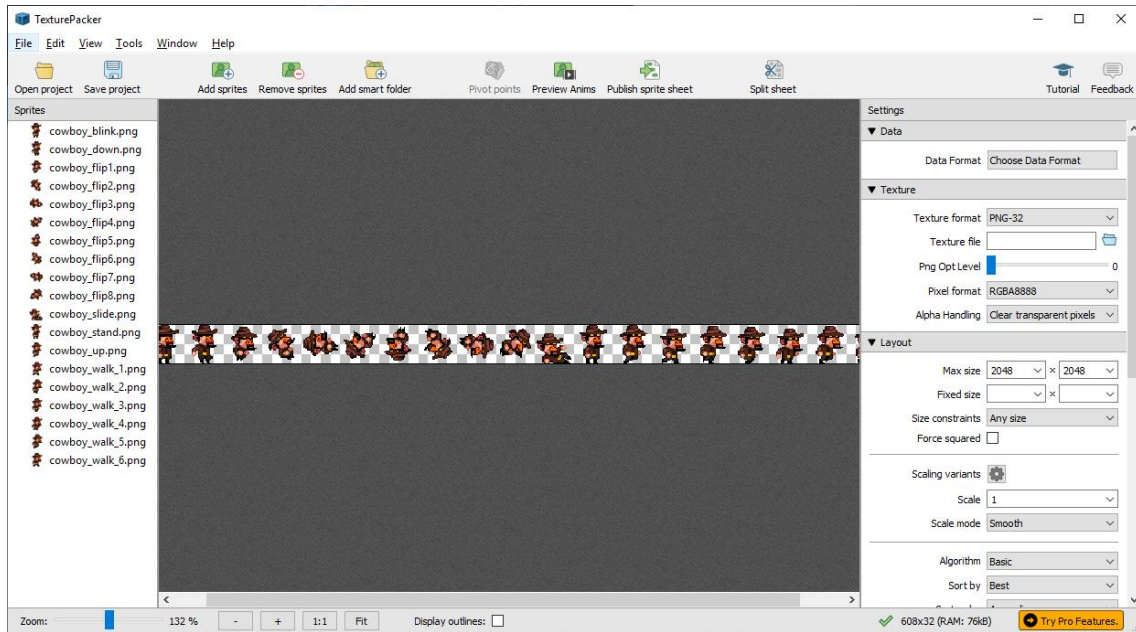 TexturePacker
File Edit View Tools Window Help
Open project Save project Add sprites Remove sprites Add smart folder Pivot points Preview Anims Publish sprite sheet Split sheet Tutorial Feedback
Sprites
cowboy_blink.png
cowboy_down.png
cowboy_flip1.png
cowboy_flip2.png
cowboy_flip3.png
cowboy_flip4.png
cowboy_flip5.png
cowboy_flip6.png
cowboy_flip7.png
cowboy_flip8.png
cowboy_slide.png
cowboy_stand.png
cowboy_up.png
cowboy_walk_1.png
cowboy_walk_2.png
cowboy_walk_3.png
cowboy_walk_4.png
cowboy_walk_5.png
cowboy_walk_6.png
Settings
Data
Data Format Choose Data Format
Texture
Texture format PNG-32
Texture file
Png Opt Level 0
Pixel format RGBA8888
Alpha Handling Clear transparent pixels
Layout
Max size 2048 × 2048
Fixed size ×
Size constraints Any size
Force squared
Scaling variants
Scale 1
Scale mode Smooth
Algorithm Basic
Sort by Best
Zoom: 132 % - + 1:1 Fit Display outlines: 608x32 (RAM: 76kB) Try Pro Features.